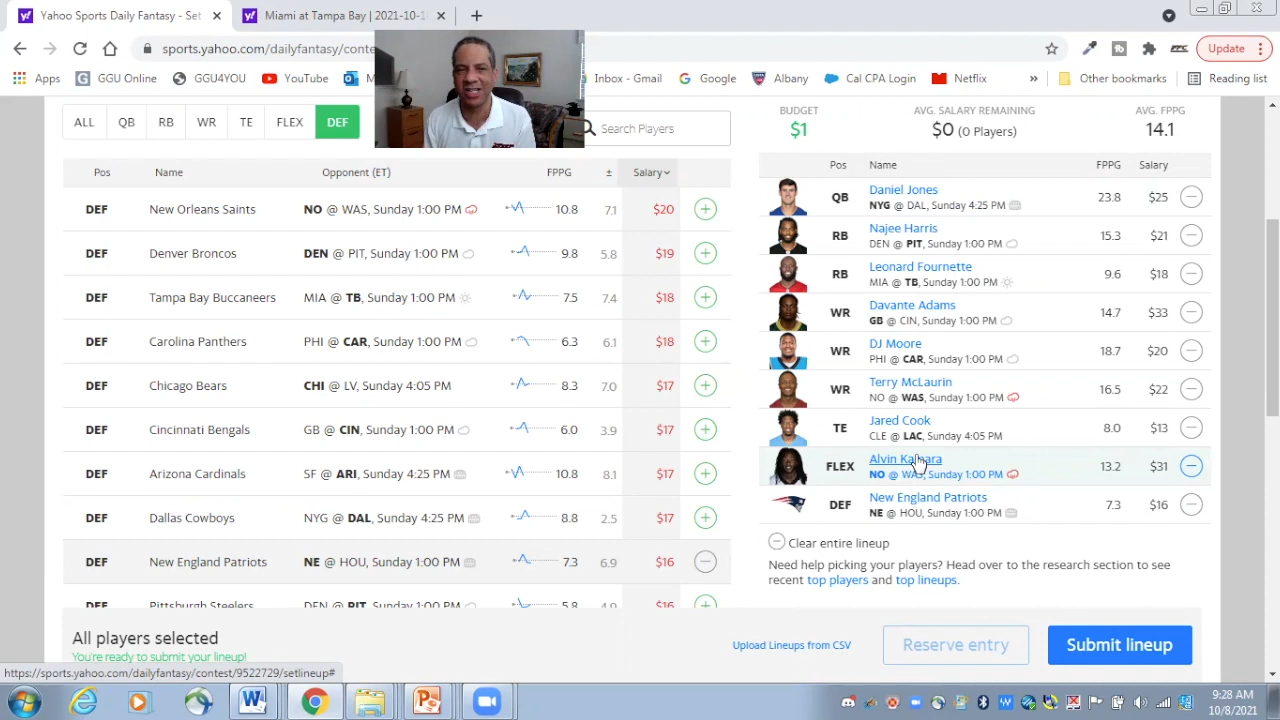 Yahoo Sports Daily Fantasy - Set
Miami at Tampa Bay | 2021-10-1
sports.yahoo.com/dailyfantasy/conte
Update
Apps
GGU Online
GGU4YOU
YouTube
M
Inbox - Gmail
Google
Albany
Cal CPA
Netflix
»
Other bookmarks
Reading list
ALL QB RB WR TE FLEX DEF
Search Players
Pos Name Opponent (ET) FPPG ± Salary
DEF New Orleans Saints NO @ WAS, Sunday 1:00 PM 10.8 7.1 $20
DEF Denver Broncos DEN @ PIT, Sunday 1:00 PM 9.8 5.8 $19
DEF Tampa Bay Buccaneers MIA @ TB, Sunday 1:00 PM 7.5 7.4 $18
DEF Carolina Panthers PHI @ CAR, Sunday 1:00 PM 6.3 6.1 $18
DEF Chicago Bears CHI @ LV, Sunday 4:05 PM 8.3 7.0 $17
DEF Cincinnati Bengals GB @ CIN, Sunday 1:00 PM 6.0 3.9 $17
DEF Arizona Cardinals SF @ ARI, Sunday 4:25 PM 10.8 8.1 $17
DEF Dallas Cowboys NYG @ DAL, Sunday 4:25 PM 8.8 2.5 $17
DEF New England Patriots NE @ HOU, Sunday 1:00 PM 7.3 6.9 $16
DEF Pittsburgh Steelers DEN @ PIT, Sunday 1:00 PM 5.8 4.9 $16
BUDGET AVG. SALARY REMAINING AVG. FPPG
$1 $0 (0 Players) 14.1
Pos Name FPPG Salary
QB Daniel Jones 23.8 $25
NYG @ DAL, Sunday 4:25 PM
RB Najee Harris 15.3 $21
DEN @ PIT, Sunday 1:00 PM
RB Leonard Fournette 9.6 $18
MIA @ TB, Sunday 1:00 PM
WR Davante Adams 14.7 $33
GB @ CIN, Sunday 1:00 PM
WR DJ Moore 18.7 $20
PHI @ CAR, Sunday 1:00 PM
WR Terry McLaurin 16.5 $22
NO @ WAS, Sunday 1:00 PM
TE Jared Cook 8.0 $13
CLE @ LAC, Sunday 4:05 PM
FLEX Alvin Kamara 13.2 $31
NO @ WAS, Sunday 1:00 PM
DEF New England Patriots 7.3 $16
NE @ HOU, Sunday 1:00 PM
Clear entire lineup
Need help picking your players? Head over to the research section to see
recent top players and top lineups.
All players selected
You're ready to submit your lineup!
Upload Lineups from CSV
Reserve entry
Submit lineup
https://sports.yahoo.com/dailyfantasy/contest/9522729/setlineup#
9:28 AM
10/8/2021